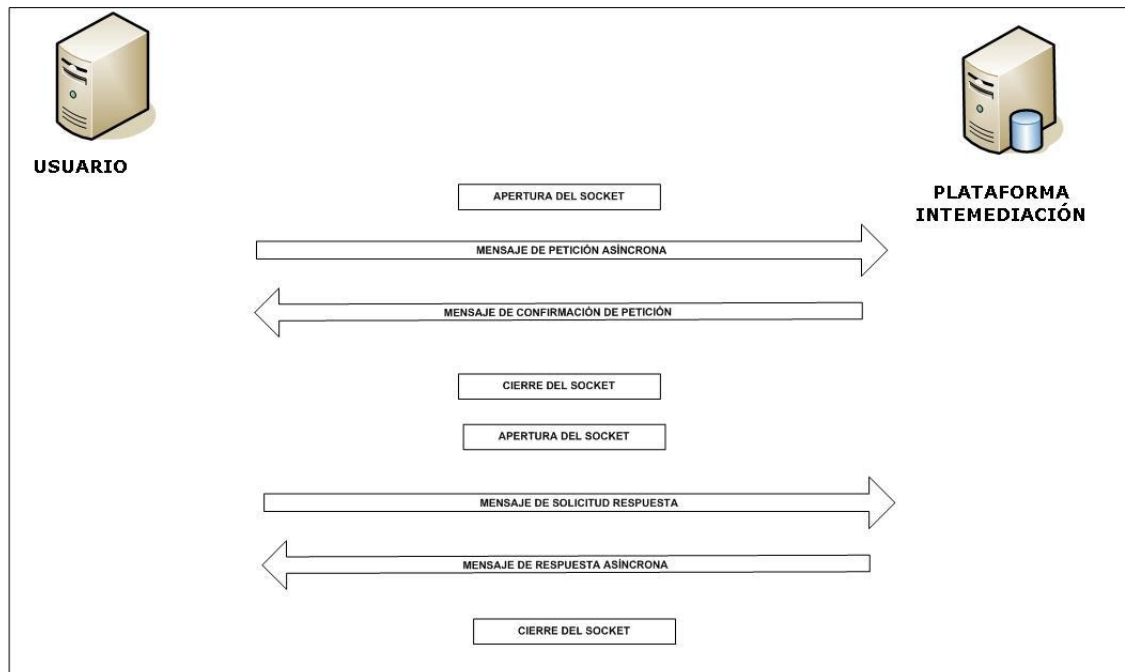 USUARIO
PLATAFORMA
INTEMEDIACIÓN
APERTURA DEL SOCKET
MENSAJE DE PETICIÓN ASÍNCRONA
MENSAJE DE CONFIRMACIÓN DE PETICIÓN
CIERRE DEL SOCKET
APERTURA DEL SOCKET
MENSAJE DE SOLICITUD RESPUESTA
MENSAJE DE RESPUESTA ASÍNCRONA
CIERRE DEL SOCKET